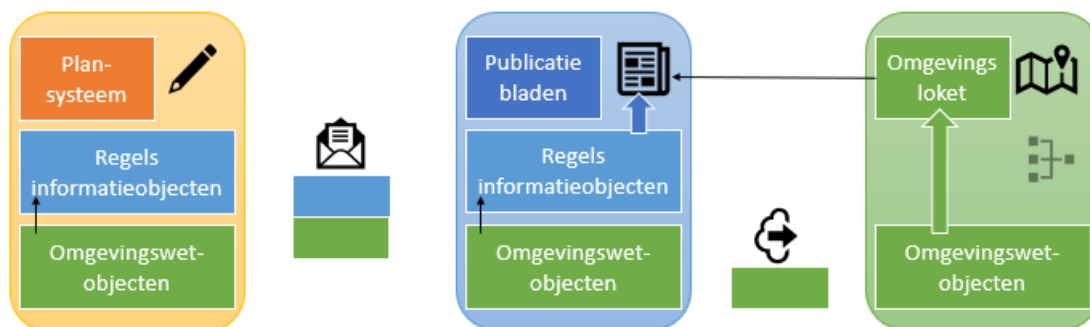 Plan-
systeem
Regels
informatieobjecten
Omgevingswet-
objecten
Publicatie
bladen
Regels
informatieobjecten
Omgevingswet-
objecten
Omgevings
loket
Omgevingswet-
objecten